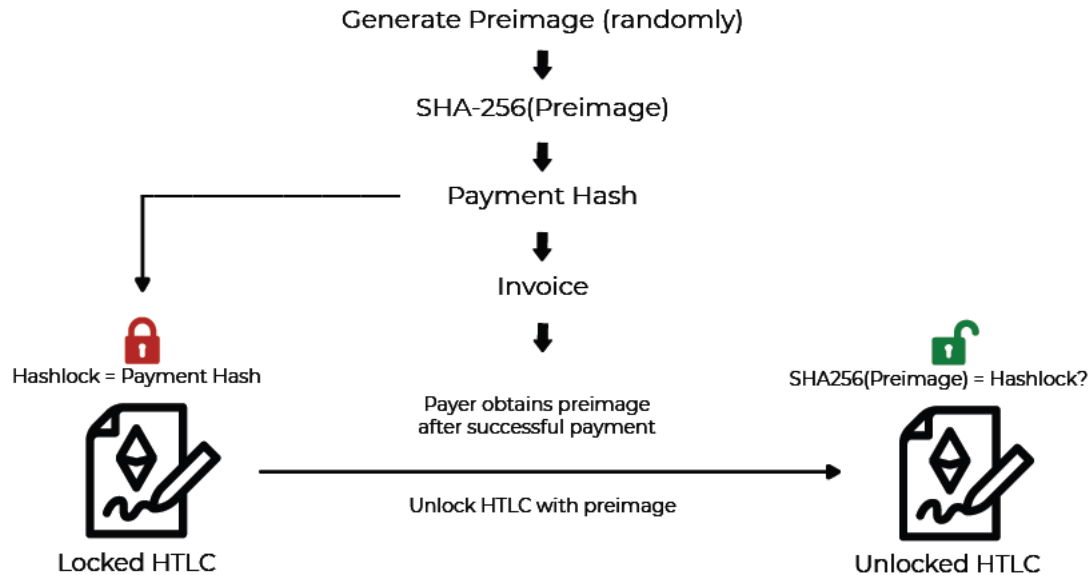 Generate Preimage (randomly)
SHA-256(Preimage)
Payment Hash
Invoice
Hashlock = Payment Hash
SHA256(Preimage) = Hashlock?
Payer obtains preimage
after successful payment
Unlock HTLC with preimage
Locked HTLC
Unlocked HTLC